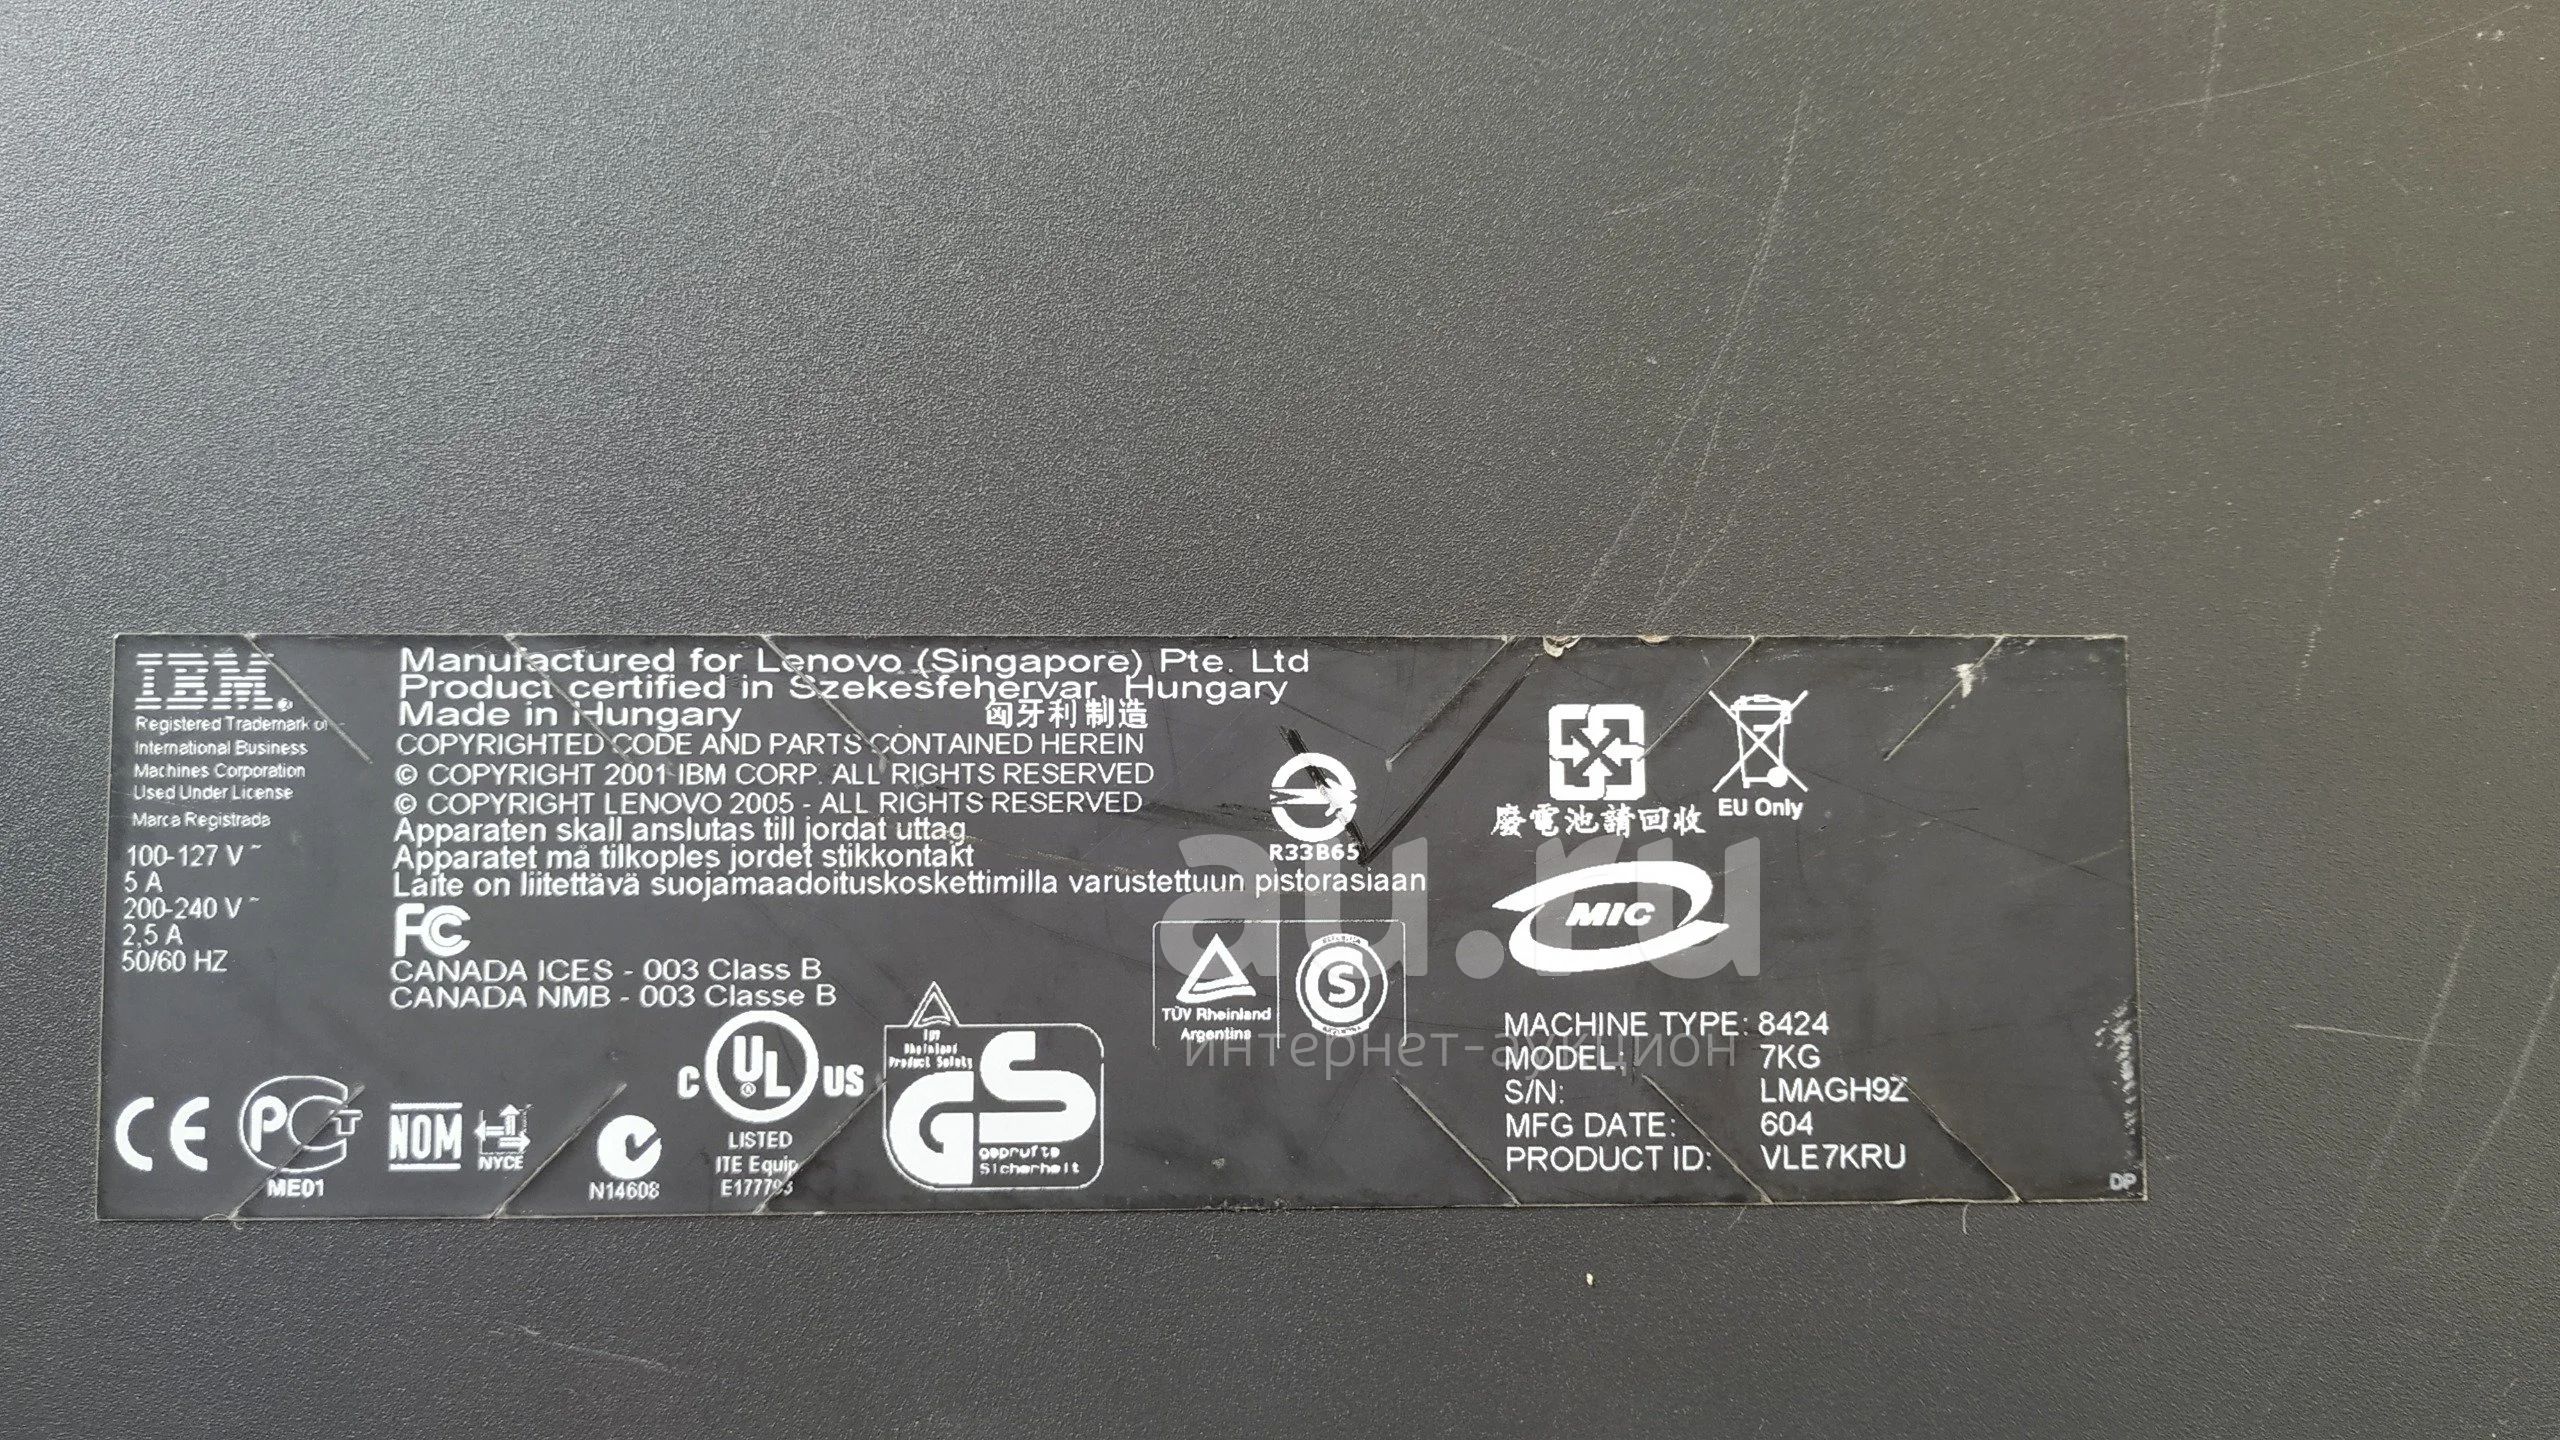 IBM®
Registered Trademark of
International Business
Machines Corporation
Used Under License
Marca Registrada
100-127 V ~
5 A
200-240 V ~
2,5 A
50/60 HZ
Manufactured for Lenovo (Singapore) Pte. Ltd
Product certified in Szekesfehervar, Hungary
Made in Hungary 匈牙利制造
COPYRIGHTED CODE AND PARTS CONTAINED HEREIN
© COPYRIGHT 2001 IBM CORP. ALL RIGHTS RESERVED
© COPYRIGHT LENOVO 2005 - ALL RIGHTS RESERVED
Apparaten skall anslutas till jordat uttag
Apparatet må tilkoples jordet stikkontakt
Laite on liitettävä suojamaadoituskoskettimilla varustettuun pistorasiaan
FC
CANADA ICES - 003 Class B
CANADA NMB - 003 Classe B
CE
PCT
ME01
NOM
NYCE
N14608
C UL® US
LISTED
ITE Equip
E177793
TUV
Rheinland
Product Safety
GS
geprufte
Sicherheit
R33B65
TÜV Rheinland
Argentina
S
ARGENTINA
廢電池請回收
EU Only
MIC
MACHINE TYPE: 8424
MODEL: 7KG
S/N: LMAGH9Z
MFG DATE: 604
PRODUCT ID: VLE7KRU
DP
au.ru
интернет-аукцион